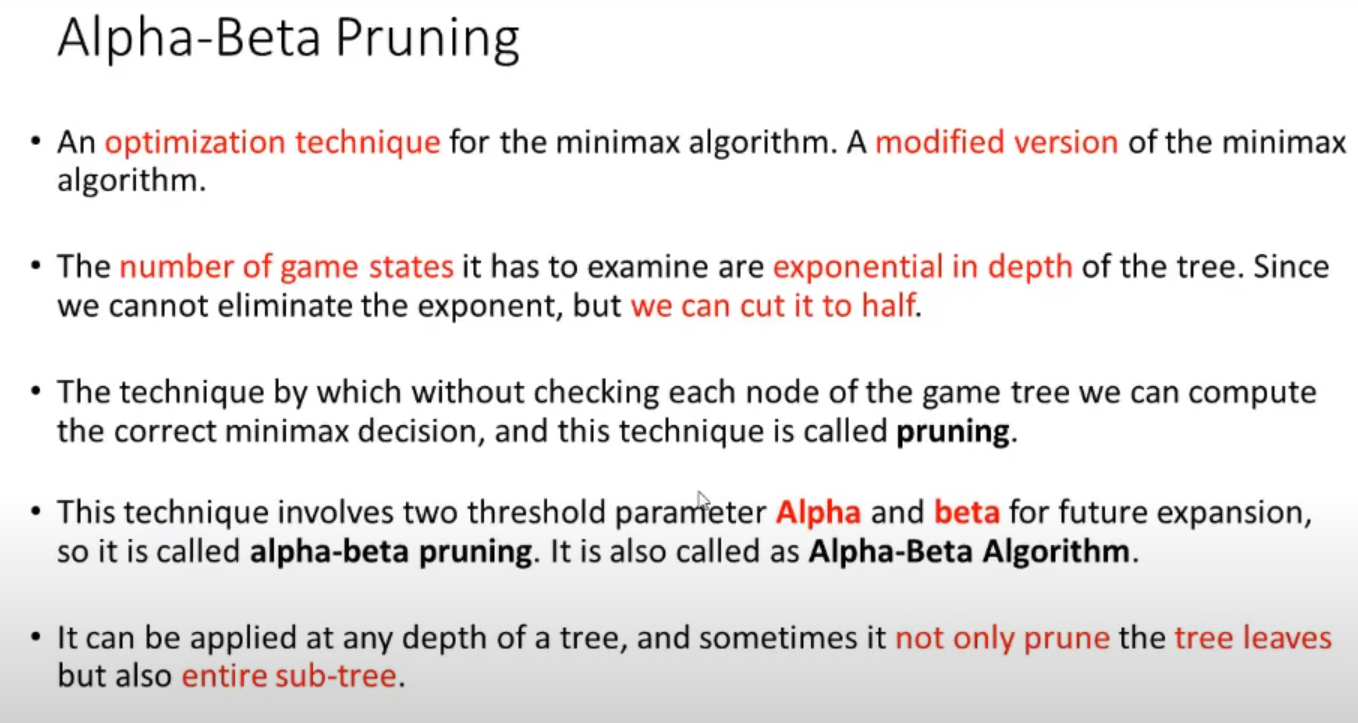 Alpha-Beta Pruning
• An optimization technique for the minimax algorithm. A modified version of the minimax
algorithm.
• The number of game states it has to examine are exponential in depth of the tree. Since
we cannot eliminate the exponent, but we can cut it to half.
• The technique by which without checking each node of the game tree we can compute
the correct minimax decision, and this technique is called pruning.
• This technique involves two threshold parameter Alpha and beta for future expansion,
so it is called alpha-beta pruning. It is also called as Alpha-Beta Algorithm.
• It can be applied at any depth of a tree, and sometimes it not only prune the tree leaves
but also entire sub-tree.